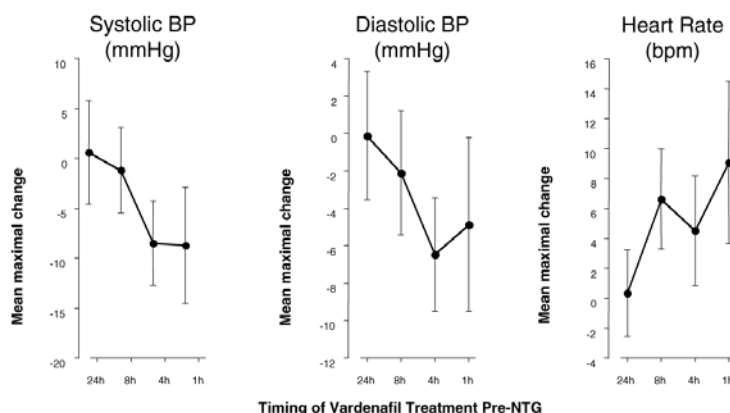 Systolic BP
(mmHg)
Mean maximal change
10
5
0
-5
-10
-15
-20
24h 8h 4h 1h
Diastolic BP
(mmHg)
Mean maximal change
4
2
0
-2
-4
-6
-8
-10
-12
24h 8h 4h 1h
Heart Rate
(bpm)
Mean maximal change
16
14
12
10
8
6
4
2
0
-2
-4
24h 8h 4h 1h
Timing of Vardenafil Treatment Pre-NTG